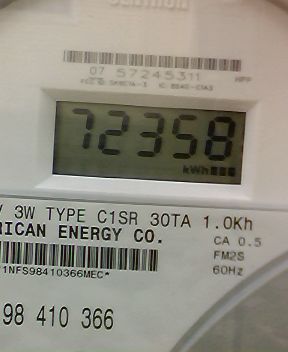 07 57245311
72358
kWh
V 3W TYPE C1SR 30TA 1.0Kh
RICAN ENERGY CO.
CA 0.5
FM2S
60Hz
1NFS98410366MEC*
98 410 366